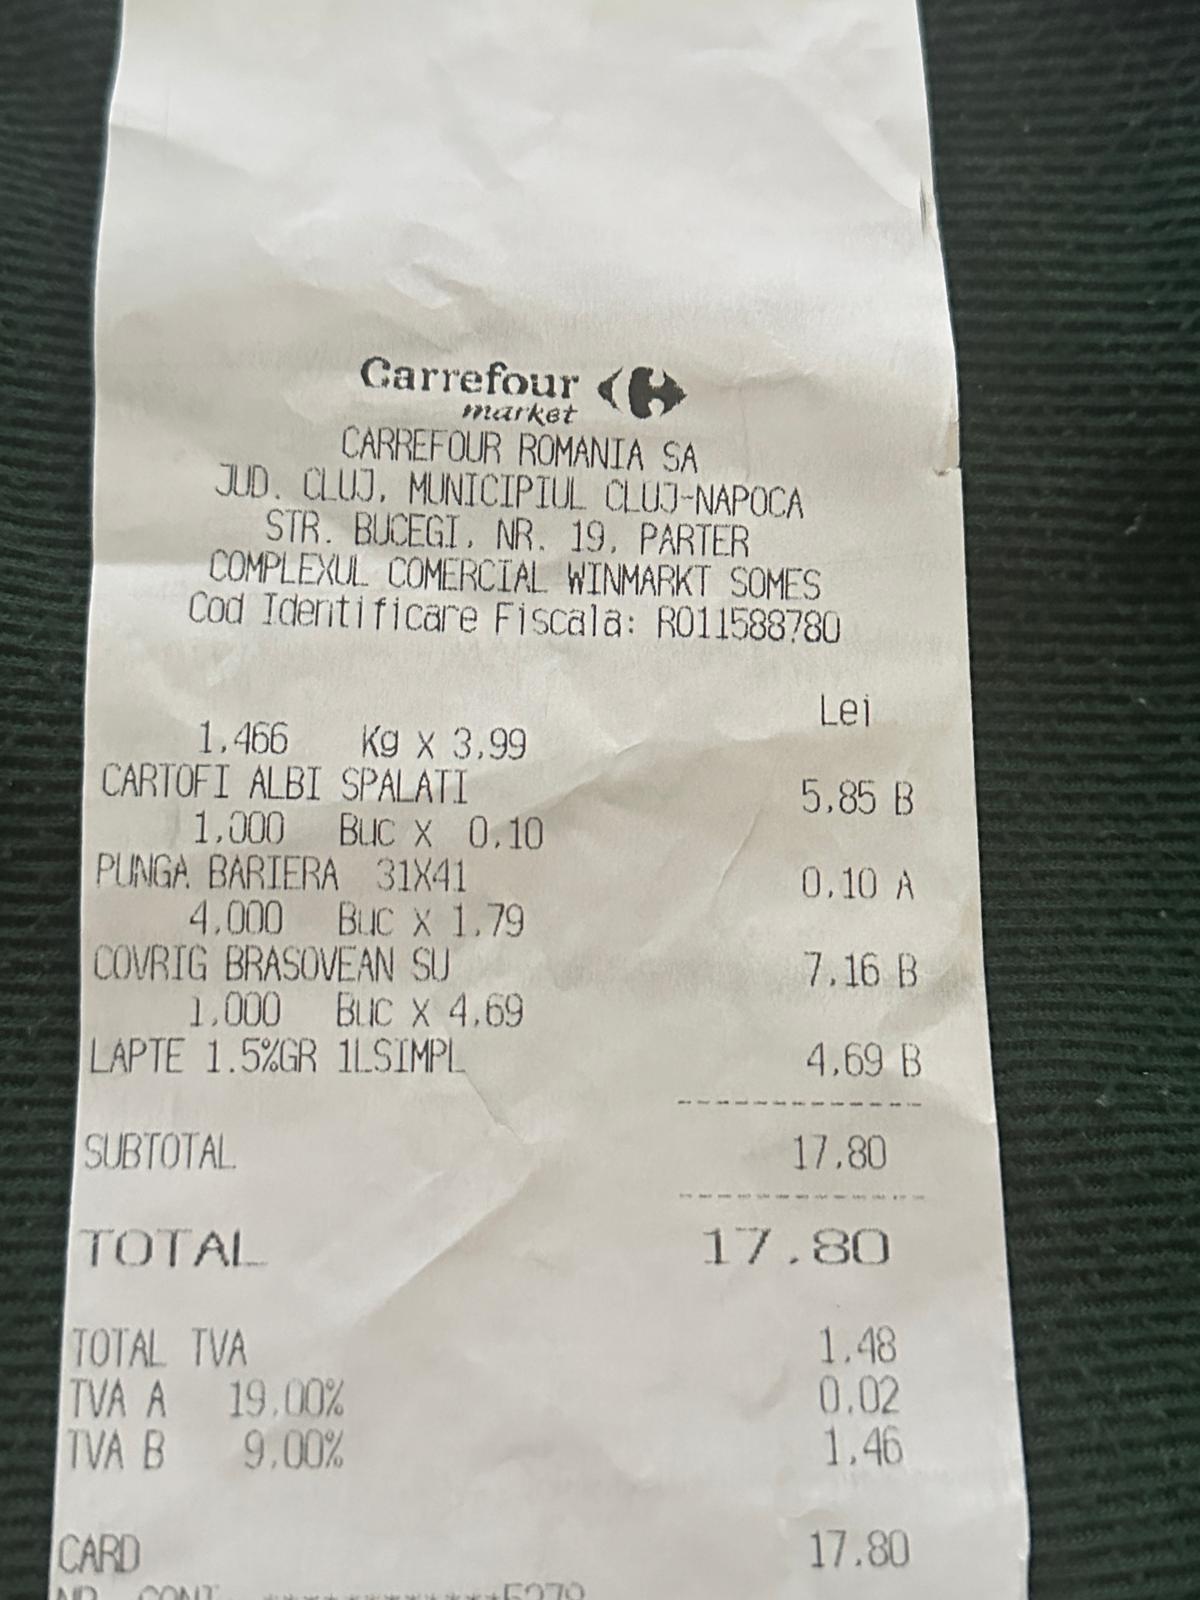 Carrefour
market
CARREFOUR ROMANIA SA
JUD. CLUJ, MUNICIPIUL CLUJ-NAPOCA
STR. BUCEGI, NR. 19, PARTER
COMPLEXUL COMERCIAL WINMARKT SOMES
Cod Identificare Fiscala: RO11588780
Lei
1,466 Kg X 3,99
CARTOFI ALBI SPALATI 5,85 B
1,000 BUC X 0,10
PUNGA BARIERA 31X41 0,10 A
4,000 BUC X 1,79
COVRIG BRASOVEAN SU 7,16 B
1,000 BUC X 4,69
LAPTE 1.5%GR 1LSIMPL 4,69 B
SUBTOTAL 17,80
TOTAL 17.80
TOTAL TVA 1,48
TVA A 19,00% 0,02
TVA B 9,00% 1,46
CARD 17,80